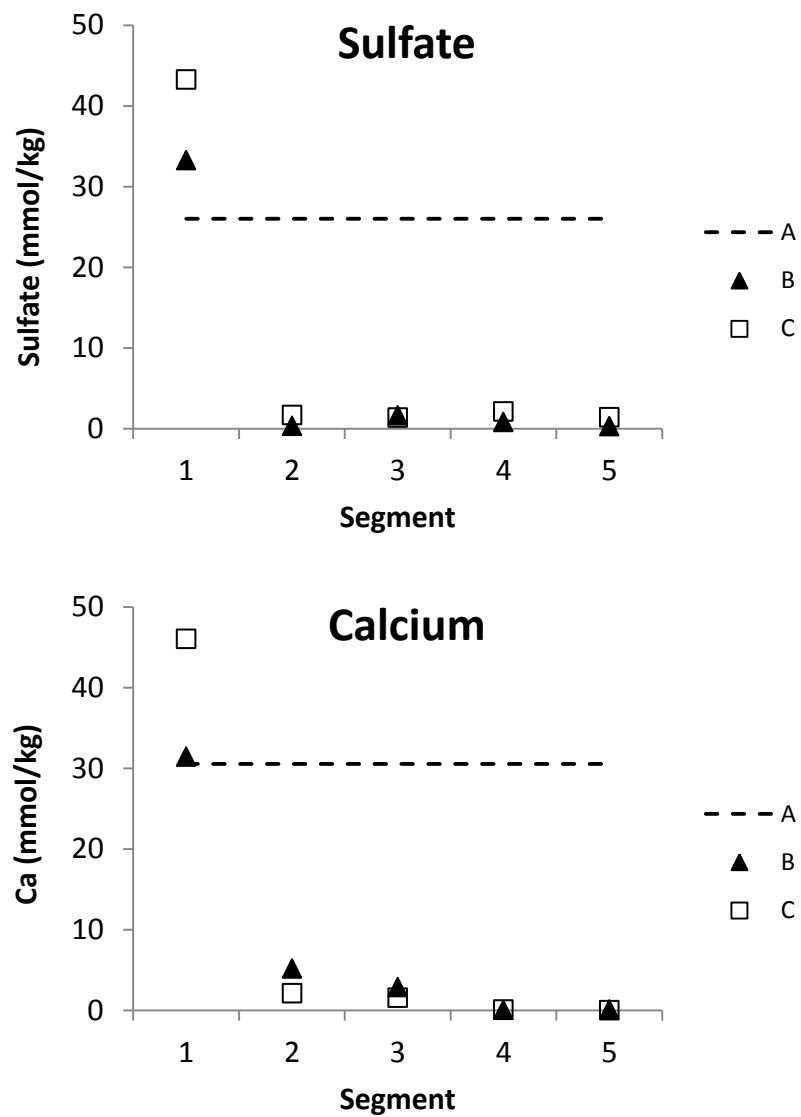 Sulfate
50
40
30
20
10
0
Sulfate (mmol/kg)
1 2 3 4 5
Segment
A
B
C
Calcium
50
40
30
20
10
0
Ca (mmol/kg)
1 2 3 4 5
Segment
A
B
C